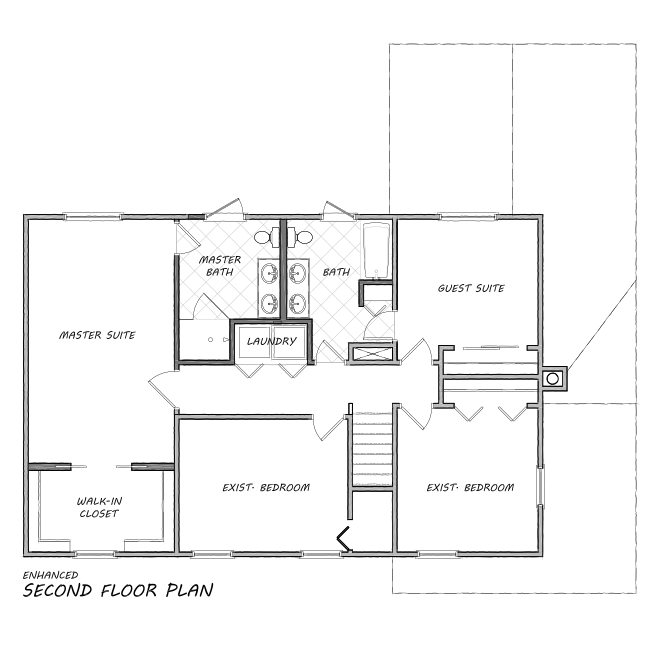 MASTER
BATH
BATH
GUEST SUITE
MASTER SUITE
LAUNDRY
EXIST. BEDROOM
EXIST. BEDROOM
WALK-IN
CLOSET
ENHANCED
SECOND FLOOR PLAN